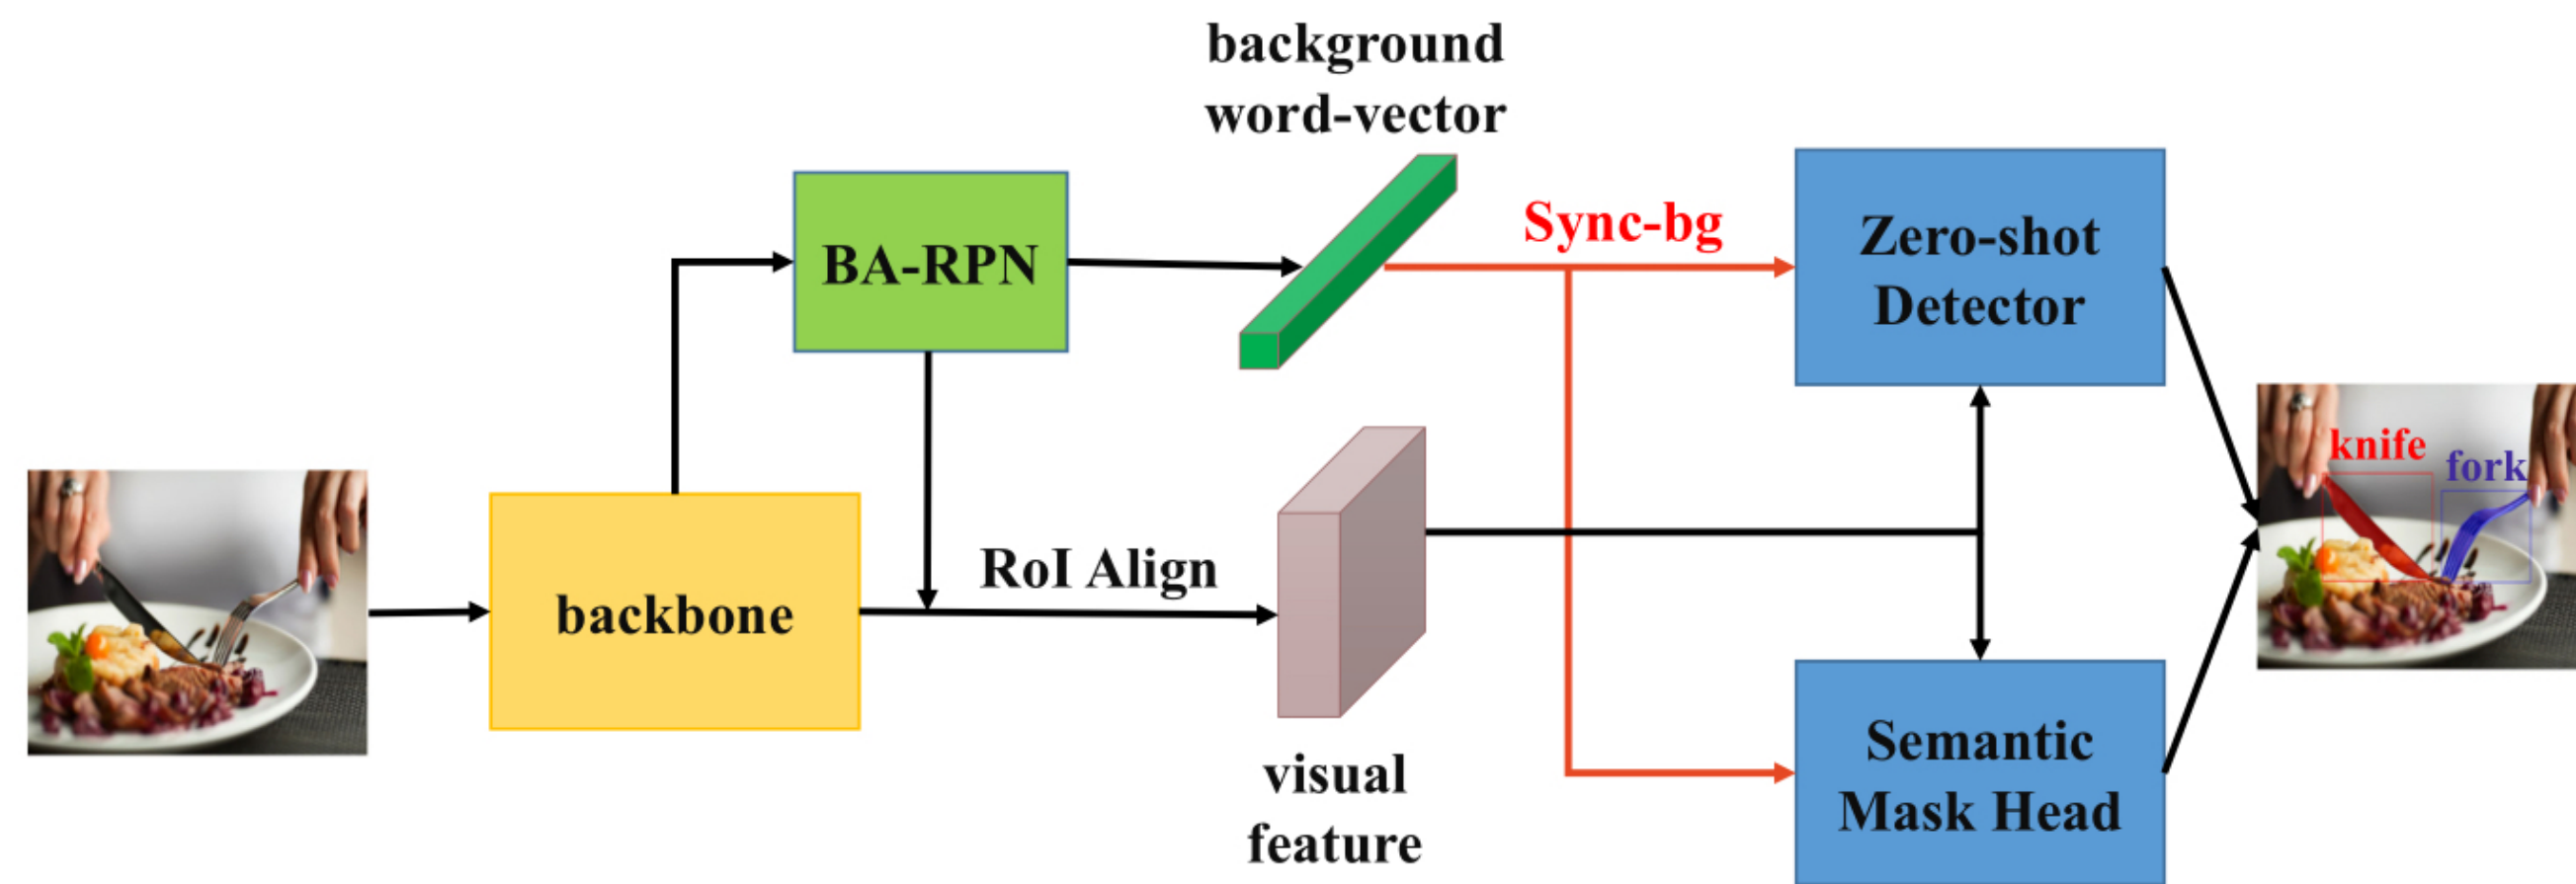 background
word-vector
BA-RPN
Sync-bg
Zero-shot
Detector
backbone
RoI Align
visual
feature
Semantic
Mask Head
knife
fork